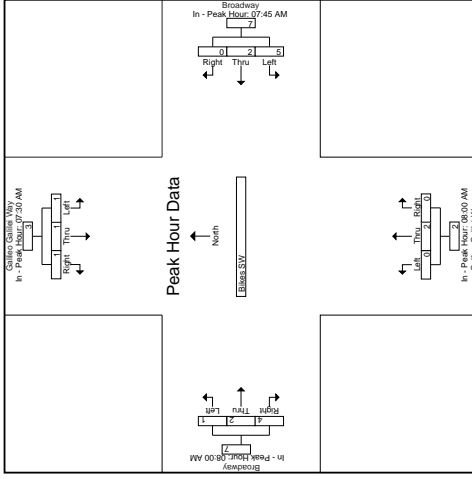 Broadway
In - Peak Hour: 07:45 AM
7
0 2 5
Right Thru Left
Galileo Galilei Way
In - Peak Hour: 07:30 AM
3
1 1 1
Left Thru Right
Peak Hour Data
North
Bikes SW
Right Thru Left
0 2 0
2
In - Peak Hour: 08:00 AM
Left Thru Right
1 2 4
7
In - Peak Hour: 08:00 AM
Broadway